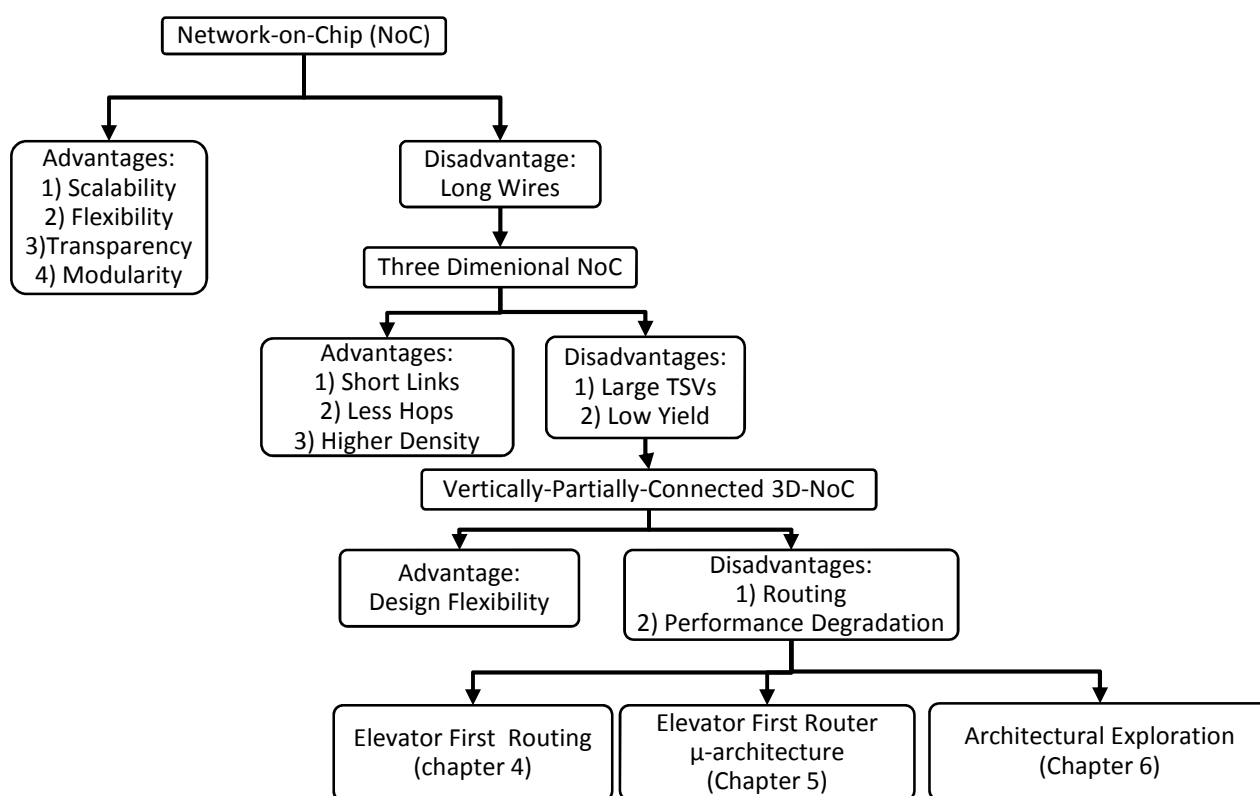 Network-on-Chip (NoC)
Advantages:
1) Scalability
2) Flexibility
3)Transparency
4) Modularity
Disadvantage:
Long Wires
Three Dimenional NoC
Advantages:
1) Short Links
2) Less Hops
3) Higher Density
Disadvantages:
1) Large TSVs
2) Low Yield
Vertically-Partially-Connected 3D-NoC
Advantage:
Design Flexibility
Disadvantages:
1) Routing
2) Performance Degradation
Elevator First Routing
(chapter 4)
Elevator First Router
μ-architecture
(Chapter 5)
Architectural Exploration
(Chapter 6)